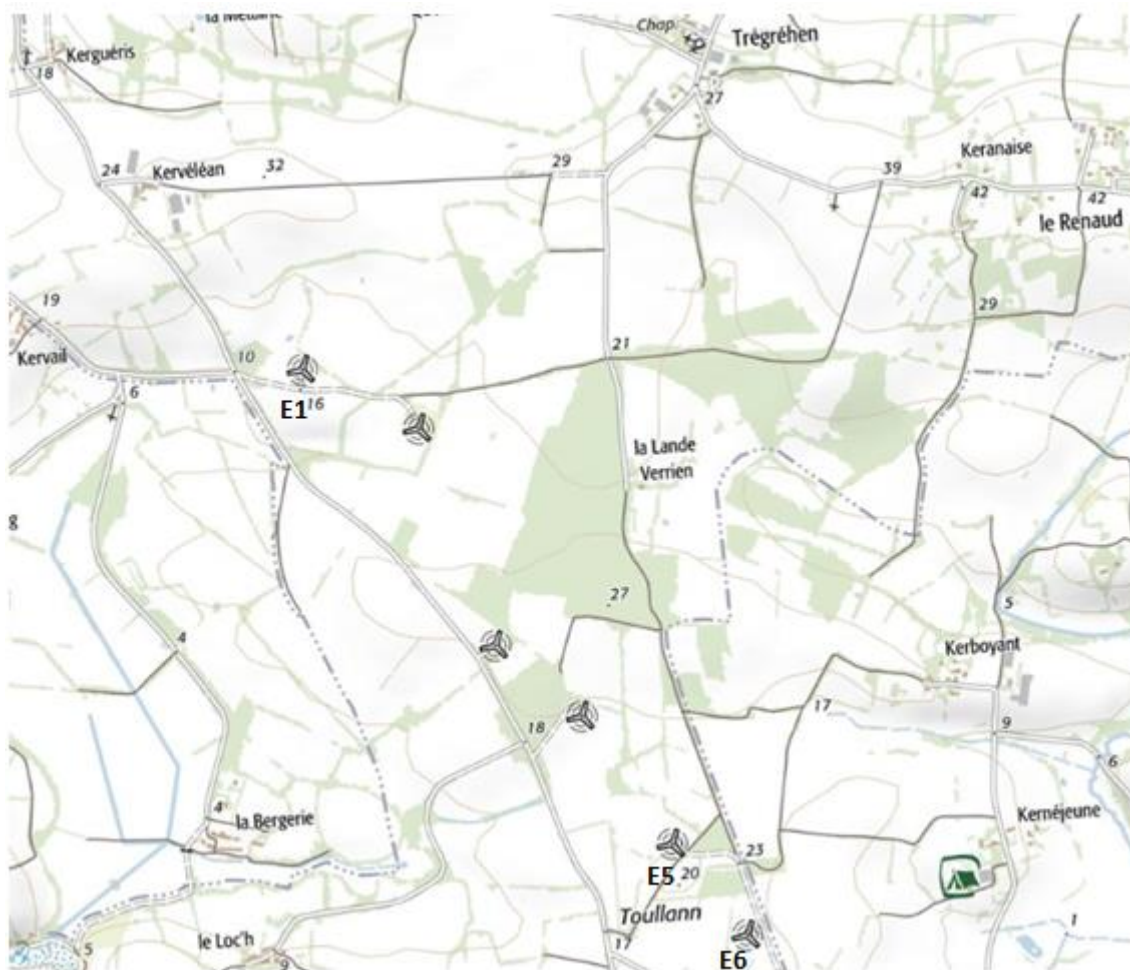 Chap.
Trégréhen
Kerguéris
18
27
24
Kervéléan
32
29
39
Keranaise
42
42
le Renaud
19
29
Kervail
10
21
6
E1
16
la Lande
Verrien
g
27
5
4
Kerboyant
17
18
9
6
4
la Bergerie
Kernéjeune
23
E5
20
Toullann
1
le Loc'h
17
5
9
E6